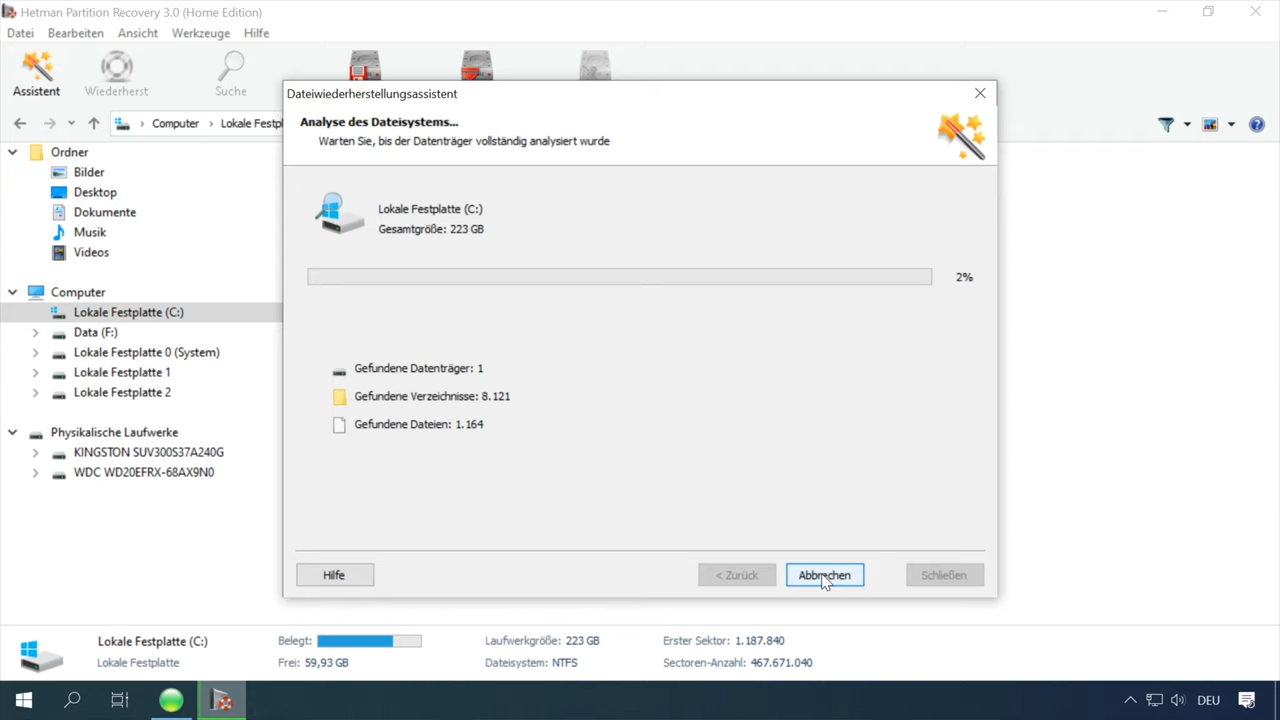 Hetman Partition Recovery 3.0 (Home Edition)
Datei Bearbeiten Ansicht Werkzeuge Hilfe
Assistent Wiederherst Suche
Computer Lokale Festpl
Ordner
Bilder
Desktop
Dokumente
Musik
Videos
Computer
Lokale Festplatte (C:)
Data (F:)
Lokale Festplatte 0 (System)
Lokale Festplatte 1
Lokale Festplatte 2
Physikalische Laufwerke
KINGSTON SUV300S37A240G
WDC WD20EFRX-68AX9N0
Dateiwiederherstellungsassistent
Analyse des Dateisystems...
Warten Sie, bis der Datenträger vollständig analysiert wurde
Lokale Festplatte (C:)
Gesamtgröße: 223 GB
2%
Gefundene Datenträger: 1
Gefundene Verzeichnisse: 8.121
Gefundene Dateien: 1.164
Hilfe < Zurück Abbrechen Schließen
Lokale Festplatte (C:) Belegt: Laufwerkgröße: 223 GB Erster Sektor: 1.187.840
Lokale Festplatte Frei: 59,93 GB Dateisystem: NTFS Sectoren-Anzahl: 467.671.040
DEU